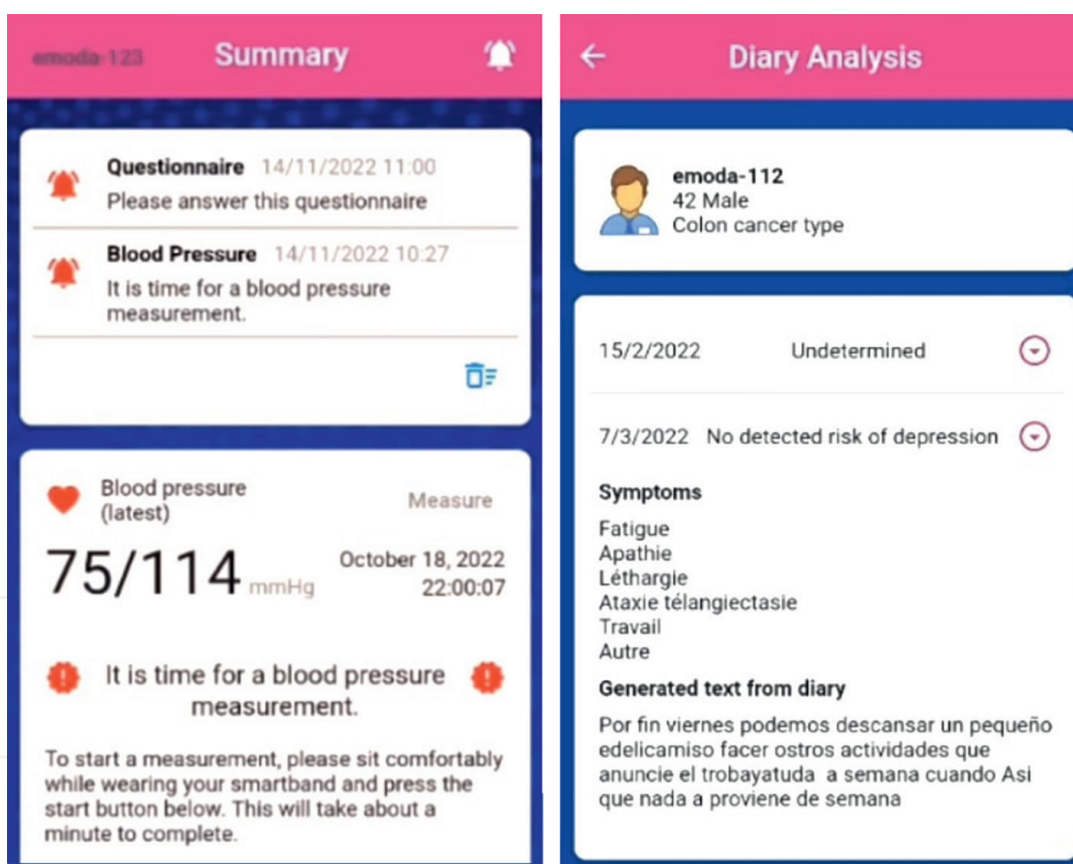 emoda-123
Summary
Questionnaire 14/11/2022 11:00
Please answer this questionnaire
Blood Pressure 14/11/2022 10:27
It is time for a blood pressure
measurement.
Blood pressure
(latest)
Measure
75/114 mmHg
October 18, 2022
22:00:07
It is time for a blood pressure
measurement.
To start a measurement, please sit comfortably
while wearing your smartband and press the
start button below. This will take about a
minute to complete.
Diary Analysis
emoda-112
42 Male
Colon cancer type
15/2/2022 Undetermined
7/3/2022 No detected risk of depression
Symptoms
Fatigue
Apathie
Léthargie
Ataxie télangiectasie
Travail
Autre
Generated text from diary
Por fin viernes podemos descansar un pequeño
edelicamiso facer ostros actividades que
anuncie el trobayatuda a semana cuando Asi
que nada a proviene de semana